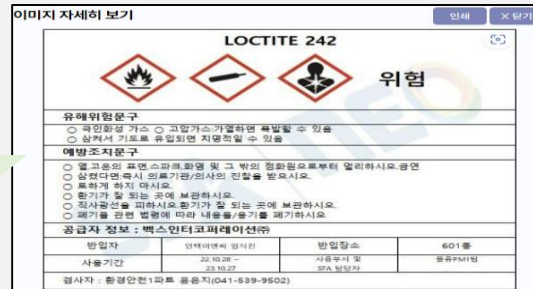 이미지 자세히 보기
인쇄
× 닫기
LOCTITE 242
위험
유해위험문구
○ 극인화성 가스 ○ 고압가스:가열하면 폭발할 수 있음
○ 삼켜서 기도로 유입되면 치명적일 수 있음
예방조치문구
○ 열,고온의 표면,스파크,화염 및 그 밖의 점화원으로부터 멀리하시오.금연
○ 삼켰다면:즉시 의료기관/의사의 진찰을 받으시오.
○ 토하게 하지 마시오.
○ 환기가 잘 되는 곳에 보관하시오.
○ 직사광선을 피하시오.환기가 잘 되는 곳에 보관하시오.
○ 폐기물 관련 법령에 따라 내용물/용기를 폐기하시오.
공급자 정보 : 백스인터코퍼레이션㈜
반입자
반입장소
601동
사용기간
22.10.28 ~
23.10.27
사용부서 및
담당자
검사자 : 환경안전1파트 윤은지(041-539-9502)